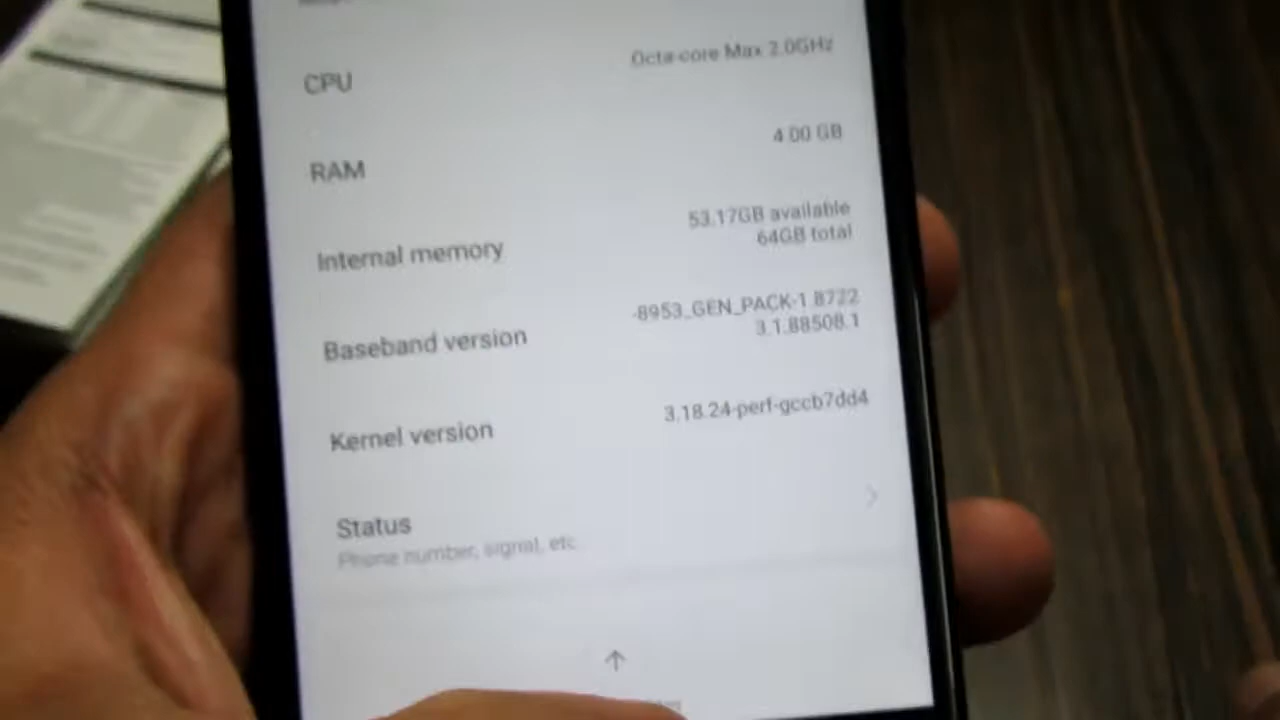 CPU
Octa-core Max 2.0GHz
RAM
4.00 GB
Internal memory
53.17GB available
64GB total
Baseband version
-8953_GEN_PACK-1.8722
3.1.88508.1
Kernel version
3.18.24-perf-gccb7dd4
Status
Phone number, signal, etc.